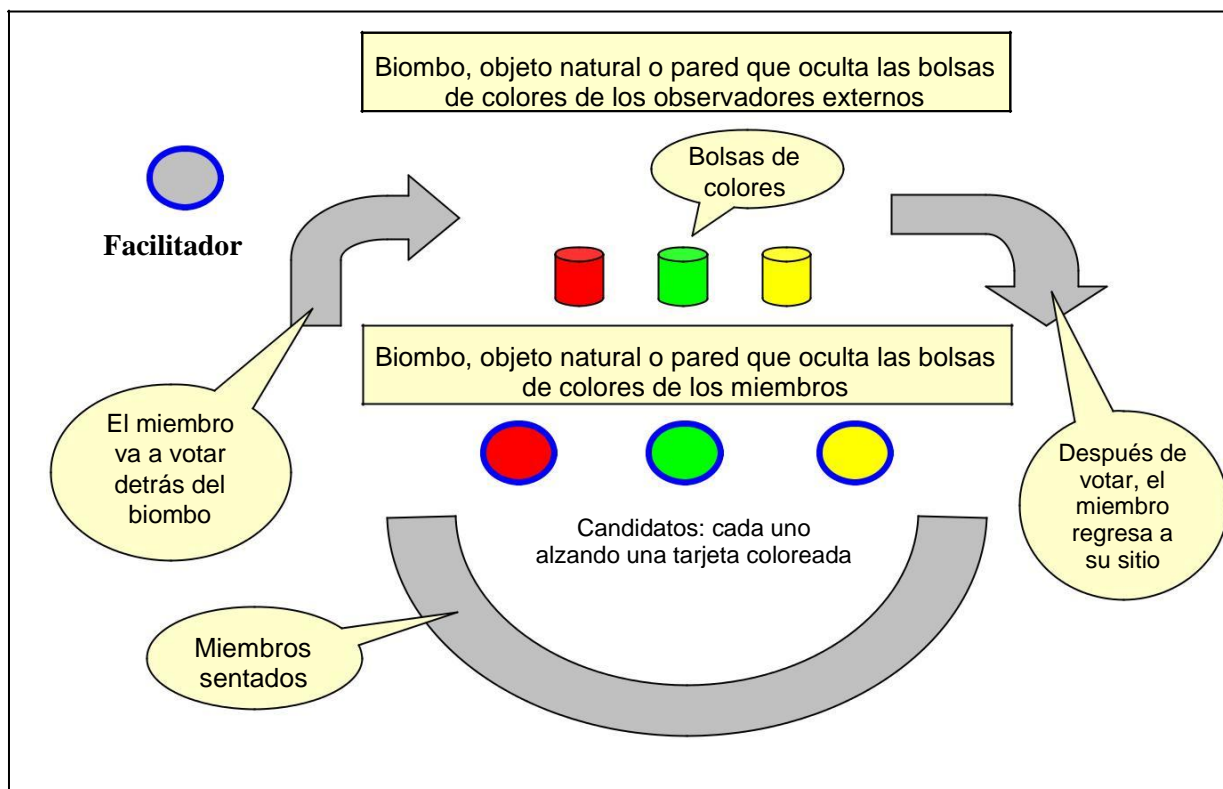 Biombo, objeto natural o pared que oculta las bolsas
de colores de los observadores externos
Bolsas de
colores
Facilitador
Biombo, objeto natural o pared que oculta las bolsas
de colores de los miembros
El miembro
va a votar
detrás del
biombo
Después de
votar, el
miembro
regresa a
su sitio
Candidatos: cada uno
alzando una tarjeta coloreada
Miembros
sentados